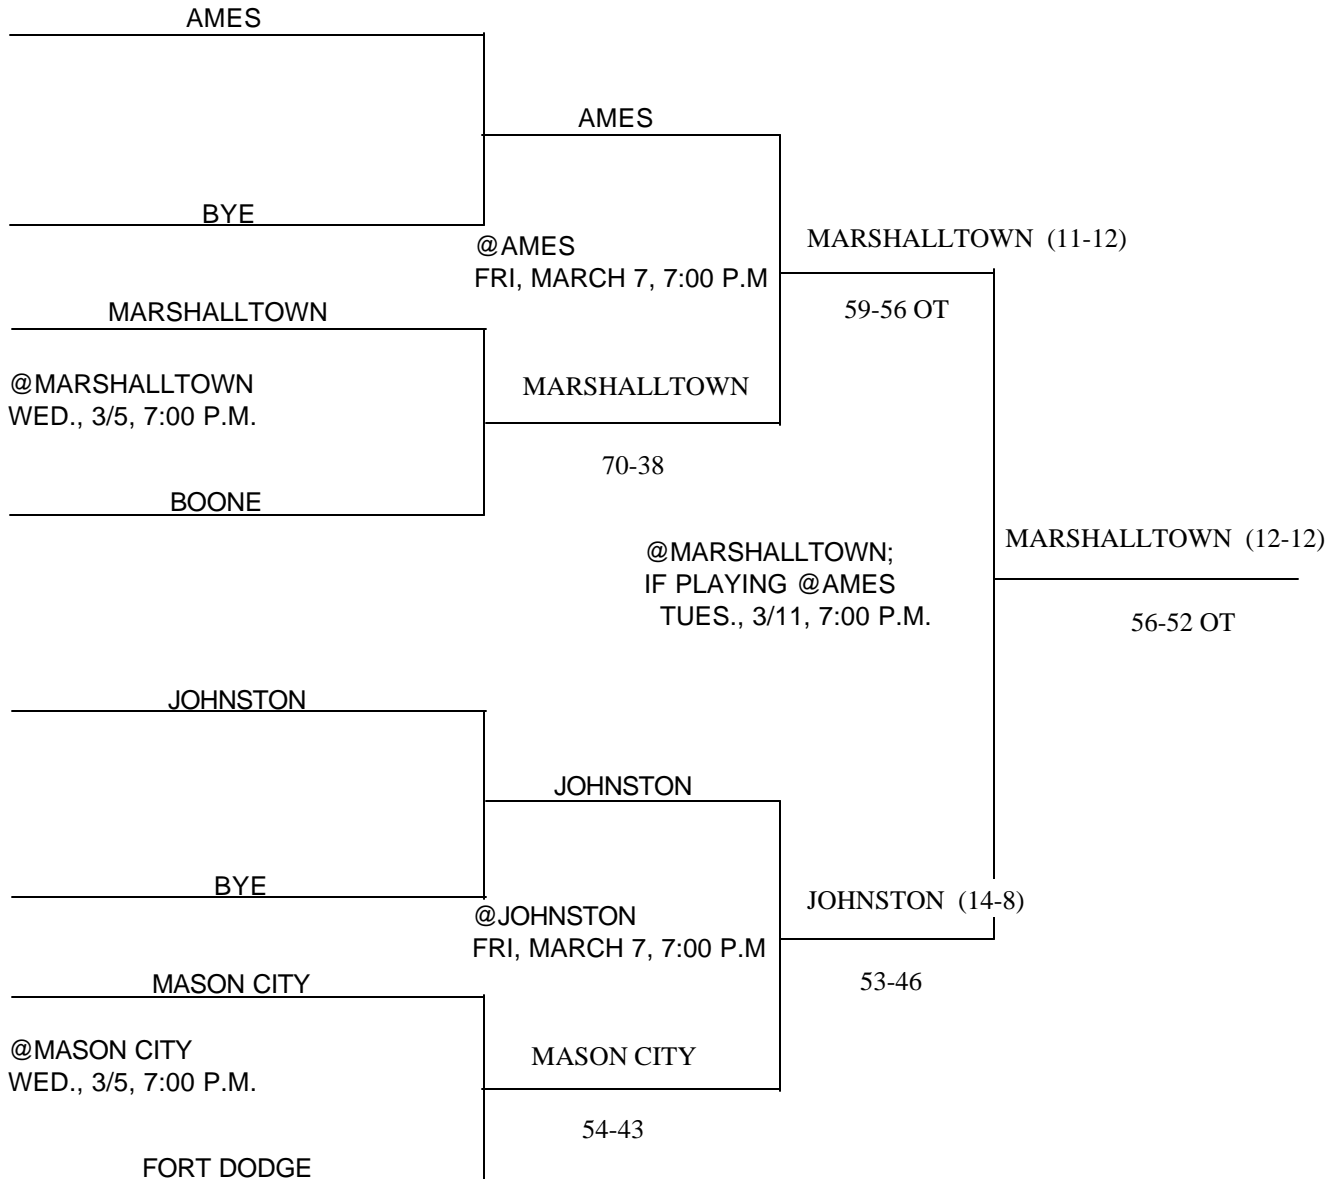 AMES
AMES
BYE
@AMES
FRI, MARCH 7, 7:00 P.M
MARSHALLTOWN (11-12)
59-56 OT
MARSHALLTOWN
@MARSHALLTOWN
WED., 3/5, 7:00 P.M.
MARSHALLTOWN
70-38
BOONE
@MARSHALLTOWN;
IF PLAYING @AMES
TUES., 3/11, 7:00 P.M.
MARSHALLTOWN (12-12)
56-52 OT
JOHNSTON
JOHNSTON
BYE
@JOHNSTON
FRI, MARCH 7, 7:00 P.M
JOHNSTON (14-8)
53-46
MASON CITY
@MASON CITY
WED., 3/5, 7:00 P.M.
MASON CITY
54-43
FORT DODGE